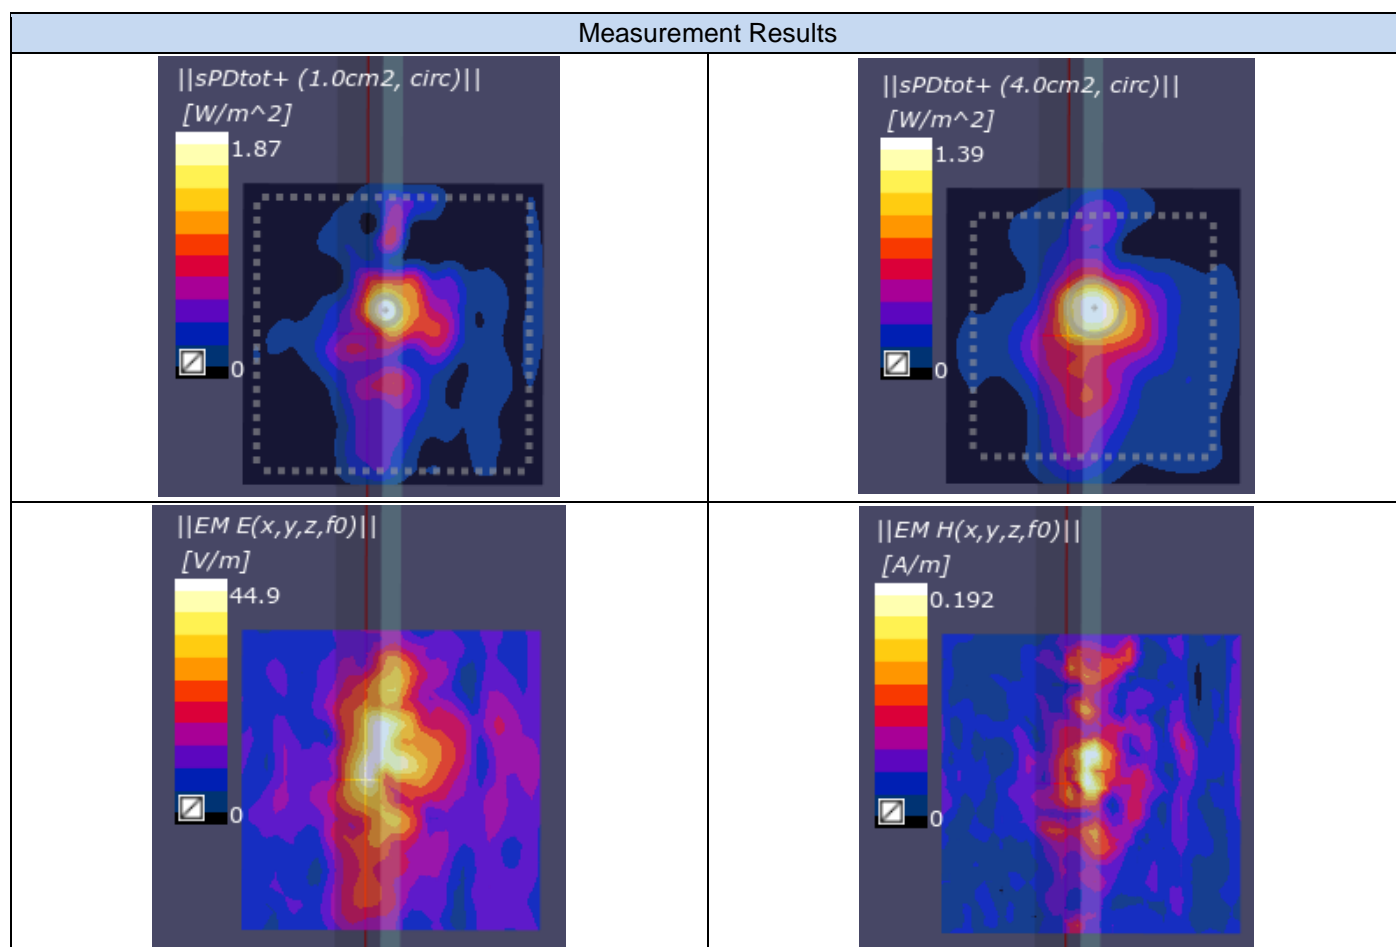 Measurement Results
||sPDtot+ (1.0cm2, circ)||
[W/m^2]
1.87
0
||sPDtot+ (4.0cm2, circ)||
[W/m^2]
1.39
0
||EM E(x,y,z,f0)||
[V/m]
44.9
0
||EM H(x,y,z,f0)||
[A/m]
0.192
0